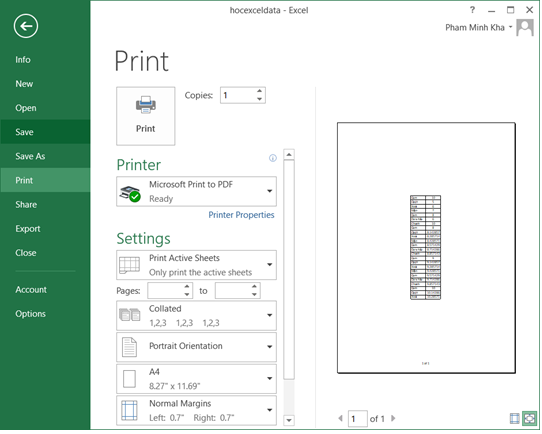 hocexceldata - Excel
?
Pham Minh Kha
Info
New
Open
Save
Save As
Print
Share
Export
Close
Account
Options
Print
Print
Copies: 1
Printer
Microsoft Print to PDF
Ready
Printer Properties
Settings
Print Active Sheets
Only print the active sheets
Pages: to
Collated
1,2,3 1,2,3 1,2,3
Portrait Orientation
A4
8.27" x 11.69"
Normal Margins
Left: 0.7" Right: 0.7"
1 of 1